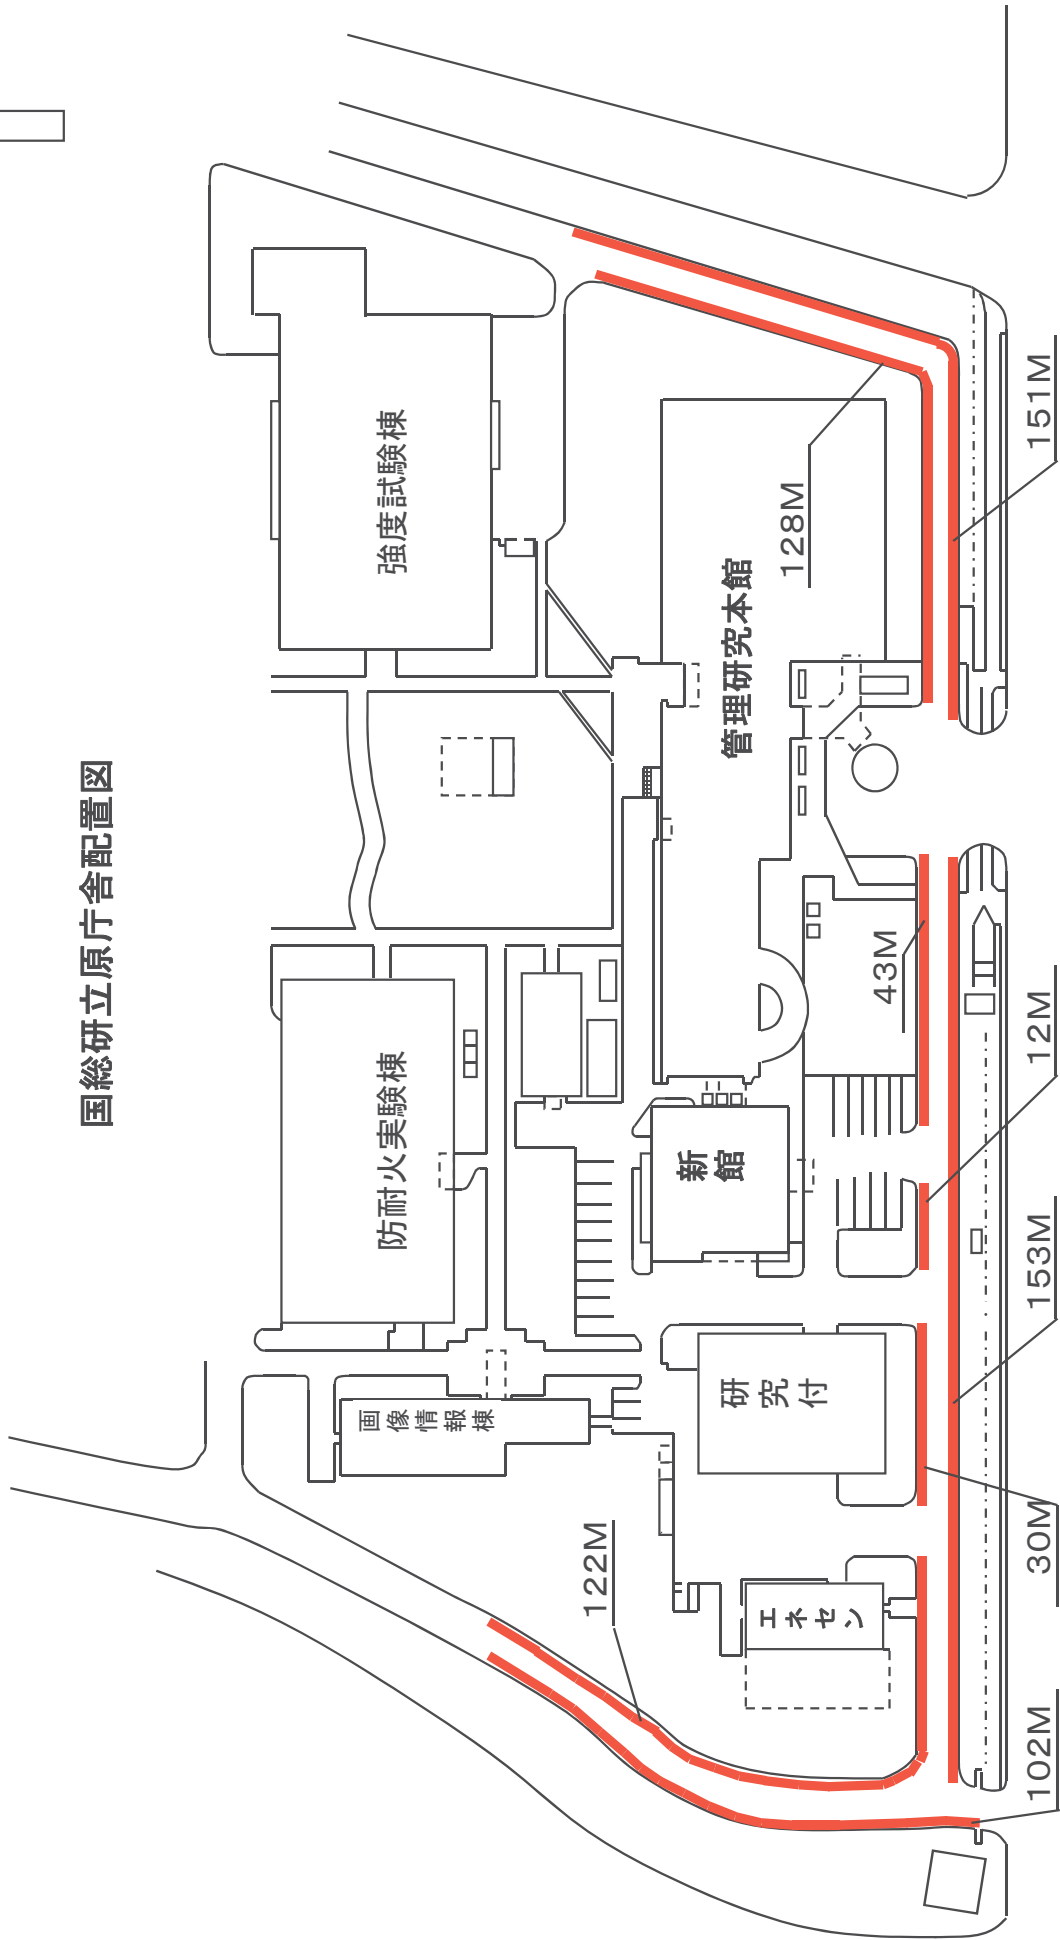 国総研立原庁舎配置図
強度試験棟
防耐火実験棟
画像情報棟
管理研究本館
新館
研究付
エネセン
128M
151M
43M
12M
153M
30M
122M
102M